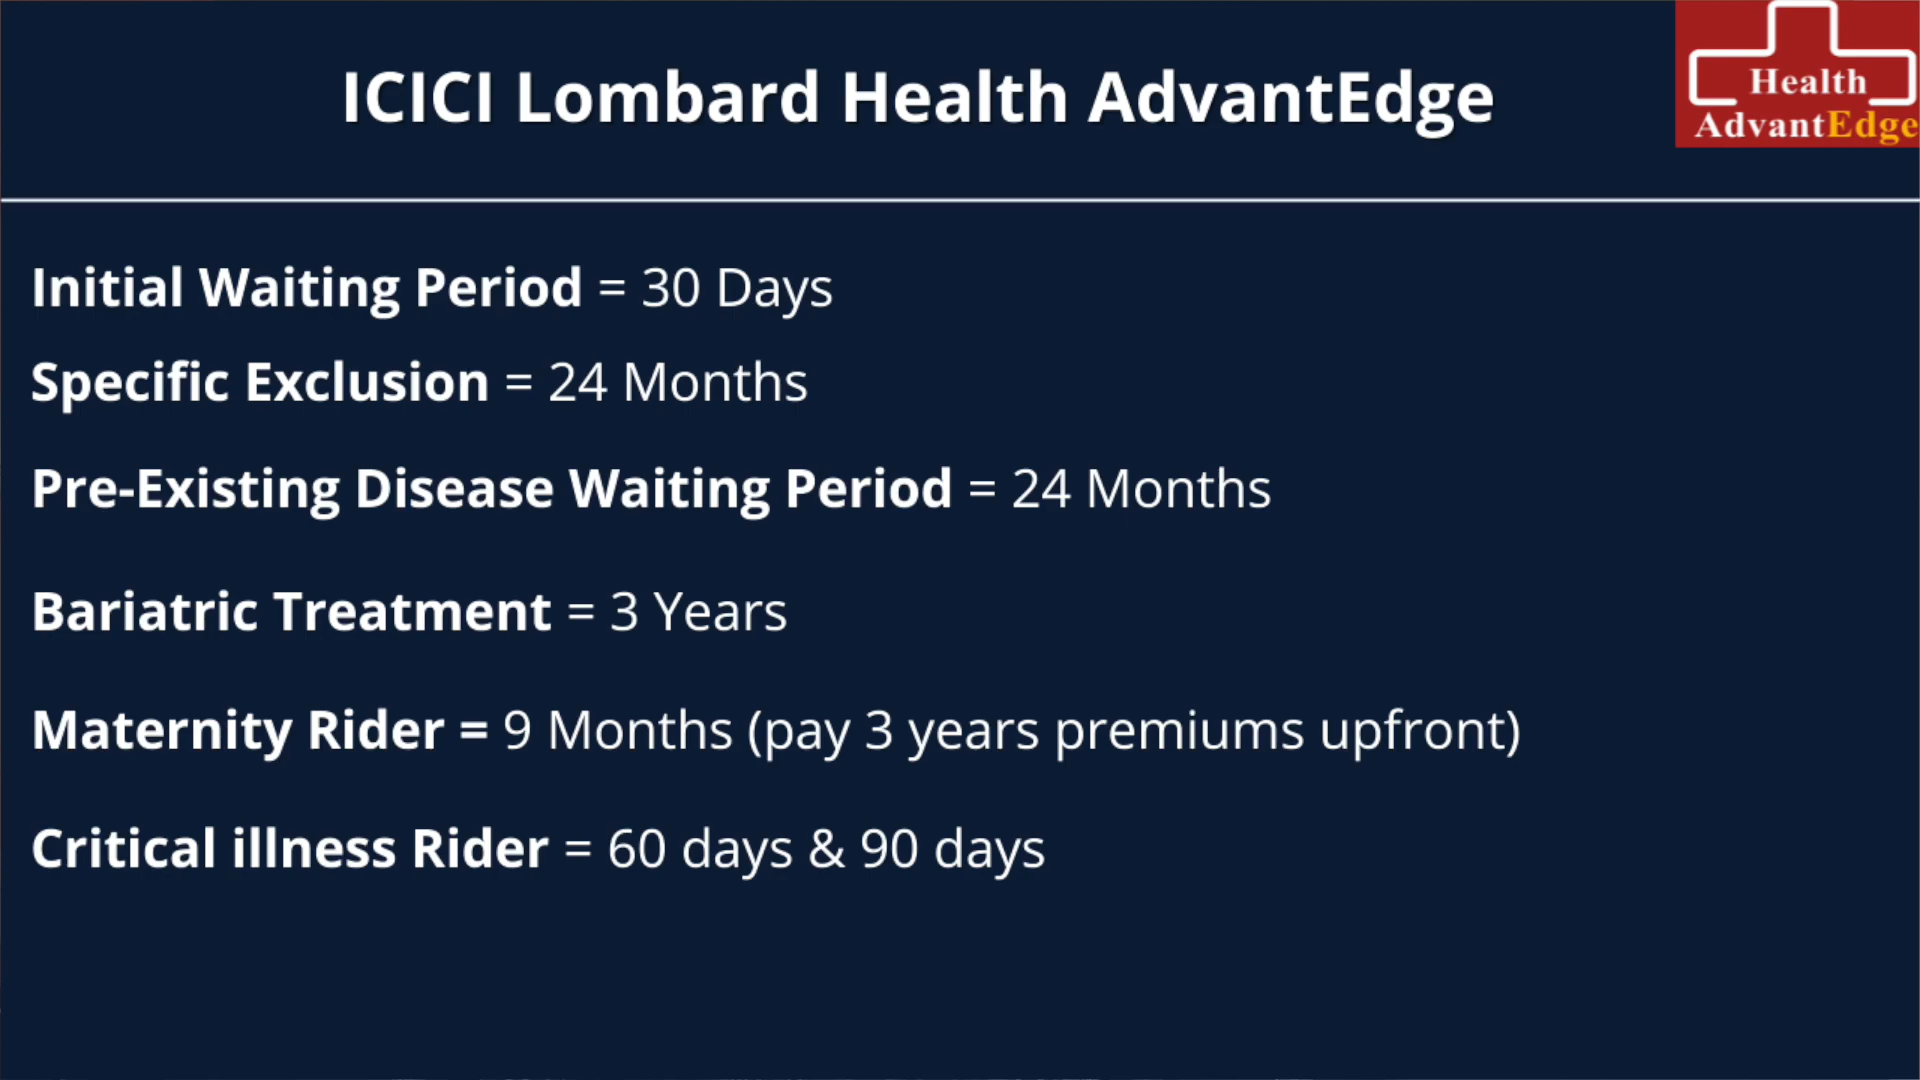 ICICI Lombard Health AdvantEdge
Health
AdvantEdge
Initial Waiting Period = 30 Days
Specific Exclusion = 24 Months
Pre-Existing Disease Waiting Period = 24 Months
Bariatric Treatment = 3 Years
Maternity Rider = 9 Months (pay 3 years premiums upfront)
Critical illness Rider = 60 days & 90 days